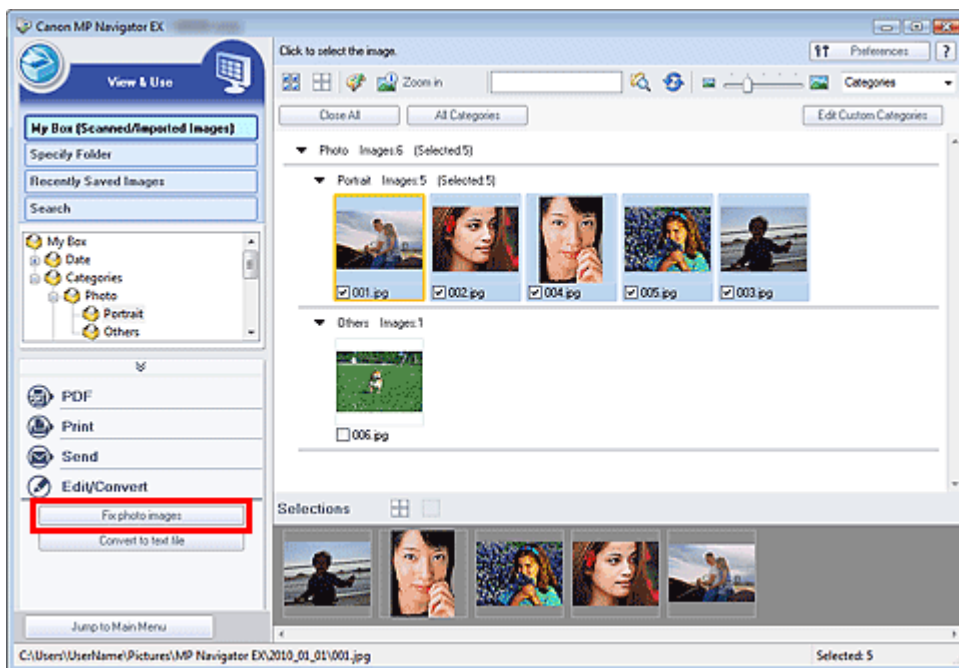 Canon MP Navigator EX
View & Use
My Box (Scanned/Imported Images)
Specify Folder
Recently Saved Images
Search
My Box
Date
Categories
Photo
Portrait
Others
PDF
Print
Send
Edit/Convert
Fix photo images
Convert to text file
Jump to Main Menu
Click to select the image.
Preferences
?
Zoom in
Categories
Close All
All Categories
Edit Custom Categories
Photo Images:6 (Selected:5)
Portrait Images:5 (Selected:5)
001.jpg 002.jpg 004.jpg 005.jpg 003.jpg
Others Images:1
006.jpg
Selections
C:\Users\UserName\Pictures\MP Navigator EX\2010_01_01\001.jpg
Selected: 5